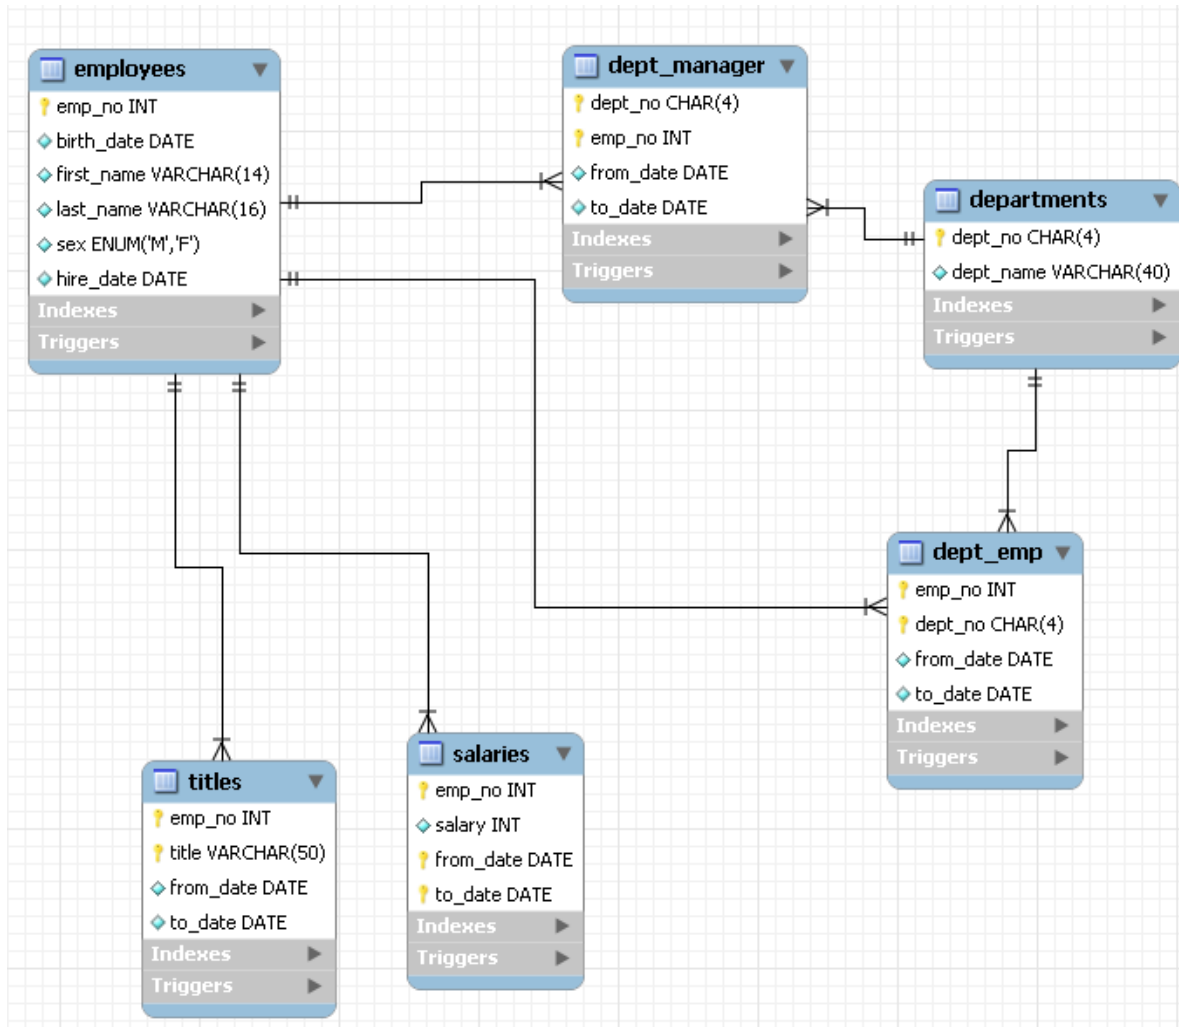 employees
emp_no INT
birth_date DATE
first_name VARCHAR(14)
last_name VARCHAR(16)
sex ENUM('M','F')
hire_date DATE
Indexes
Triggers
dept_manager
dept_no CHAR(4)
emp_no INT
from_date DATE
to_date DATE
Indexes
Triggers
departments
dept_no CHAR(4)
dept_name VARCHAR(40)
Indexes
Triggers
dept_emp
emp_no INT
dept_no CHAR(4)
from_date DATE
to_date DATE
Indexes
Triggers
titles
emp_no INT
title VARCHAR(50)
from_date DATE
to_date DATE
Indexes
Triggers
salaries
emp_no INT
salary INT
from_date DATE
to_date DATE
Indexes
Triggers